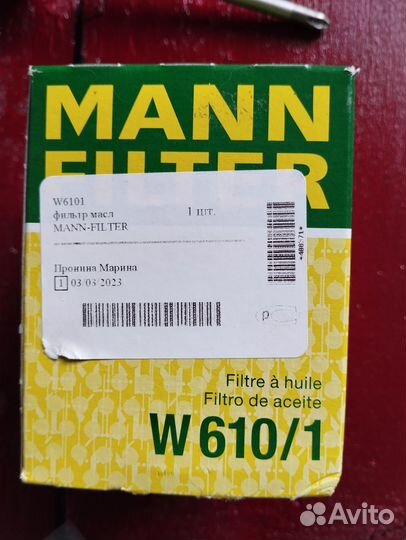 MANN
FILTER
W6101
фильтр масл
1 шт.
MANN-FILTER
Пронина Марина
1 03/03/2023
Filtre à huile
Filtro de aceite
W 610/1
Avito